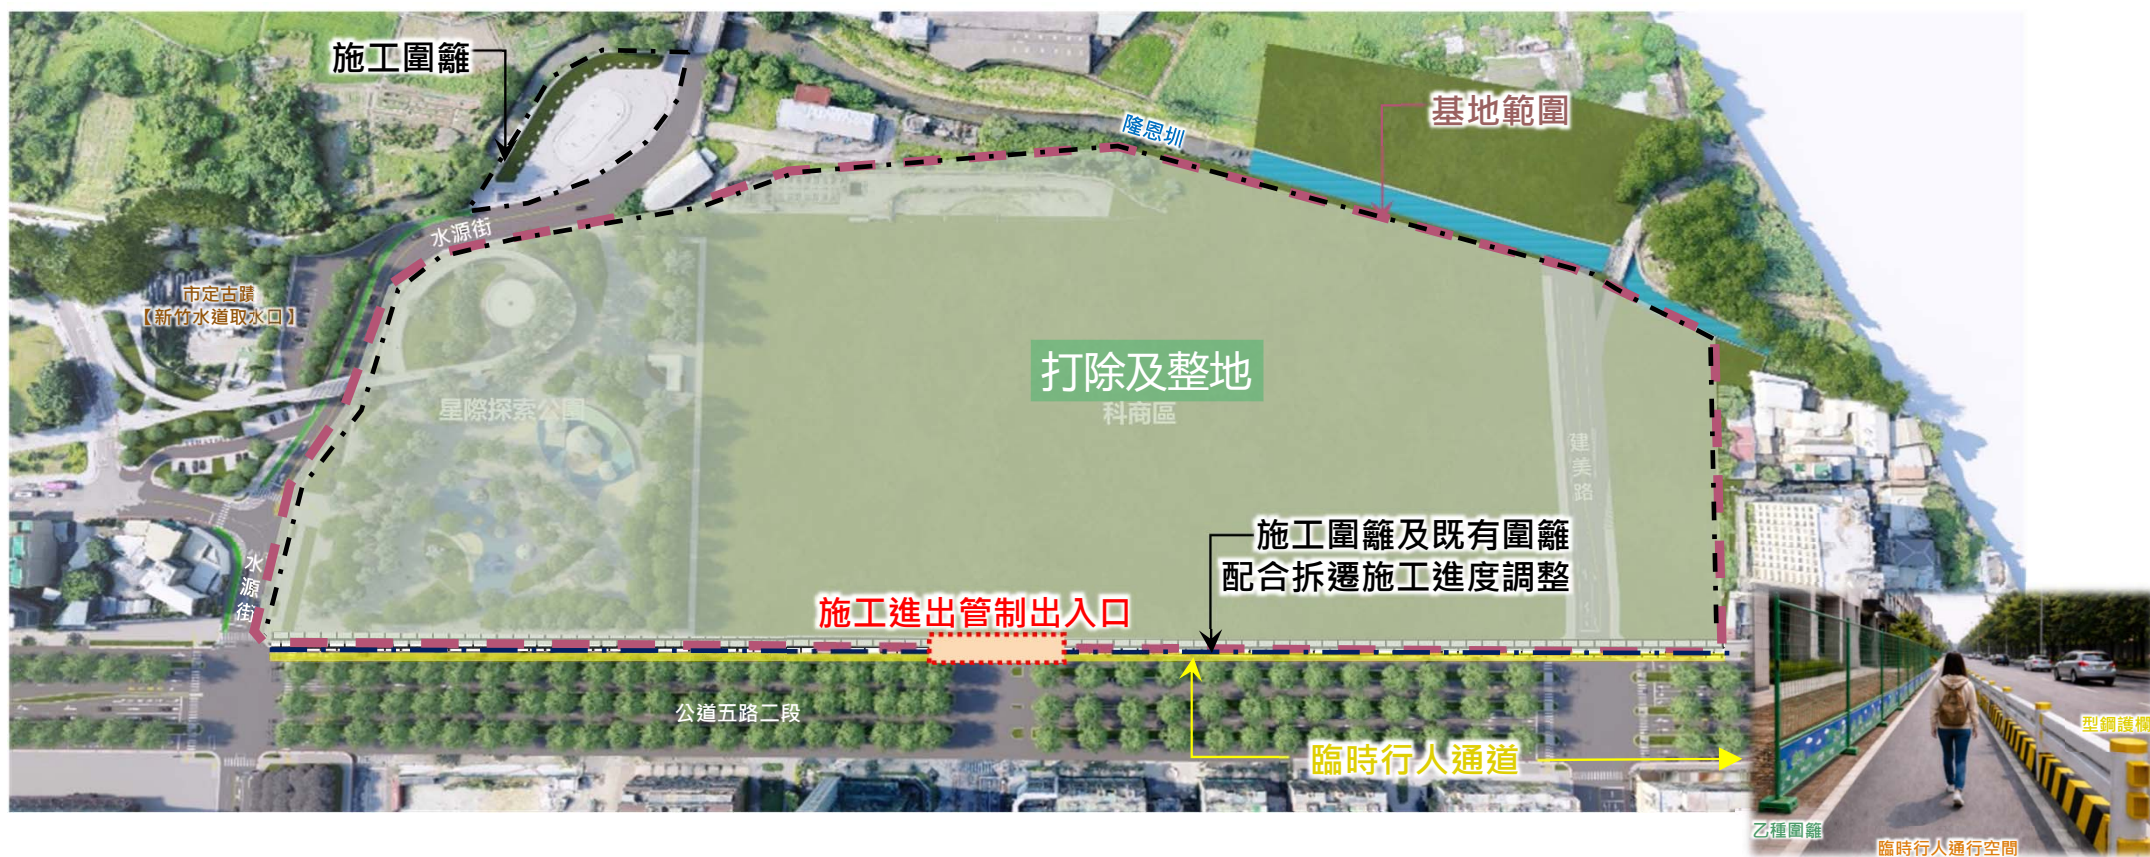 施工圍籬
基地範圍
隆恩圳
水源街
市定古蹟
【新竹水道取水口】
打除及整地
科商區
星際探索公園
建美路
施工圍籬及既有圍籬
配合拆遷施工進度調整
水源街
施工進出管制出入口
公道五路二段
臨時行人通道
型鋼護欄
乙種圍籬
臨時行人通行空間